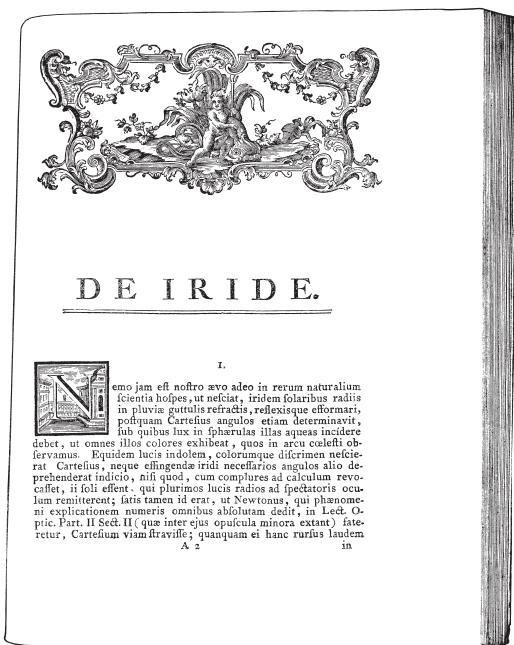 DE IRIDE.
I.
Nemo jam eſt noſtro ævo adeo in rerum naturalium
ſcientia hoſpes, ut neſciat, iridem ſolaribus radiis
in pluviæ guttulis refractis, reflexisque efformari,
poſtquam Carteſius angulos etiam determinavit,
ſub quibus lux in ſphærulas illas aqueas incidere
debet, ut omnes illos colores exhibeat, quos in arcu cœleſti ob-
ſervamus. Equidem lucis indolem, colorumque diſcrimen neſcie-
rat Carteſius, neque effingendæ iridi neceſſarios angulos alio de-
prehenderat indicio, niſi quod, cum complures ad calculum revo-
caſſet, ii ſoli eſſent, qui plurimos lucis radios ad ſpectatoris ocu-
lum remitterent; ſatis tamen id erat, ut Newtonus, qui phænome-
ni explicationem numeris omnibus abſolutam dedit, in Lect. O-
ptic. Part. II Sect. II (quæ inter ejus opuſcula minora extant) fate-
retur, Carteſium viam ſtraviſſe; quanquam ei hanc rurſus laudem
A 2 in